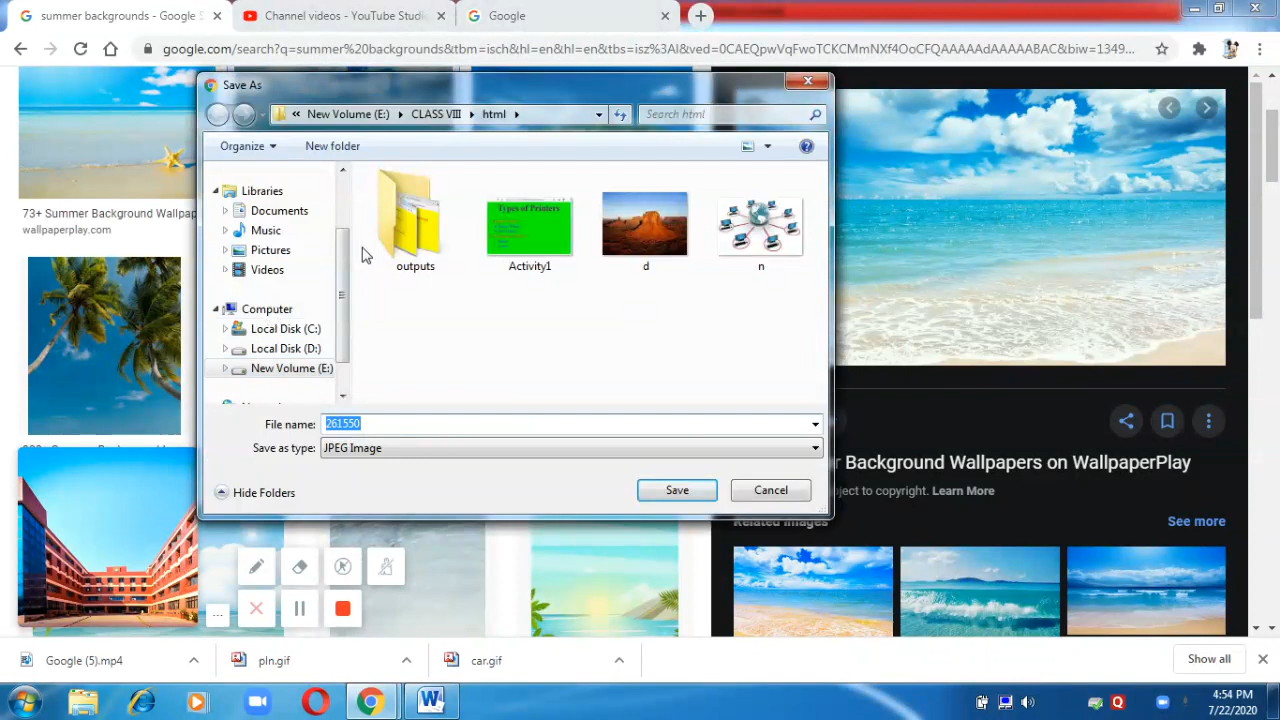 summer backgrounds - Google S
Channel videos - YouTube Studio
Google
google.com/search?q=summer%20backgrounds&tbm=isch&hl=en&hl=en&tbs=isz%3Al&ved=0CAEQpwVqFwoTCKCMmNXf4OoCFQAAAAAdAAAAABAC&biw=1349...
Save As
« New Volume (E:) CLASS VIII html
Search html
Organize
New folder
Libraries
Documents
Music
Pictures
Videos
Computer
Local Disk (C:)
Local Disk (D:)
New Volume (E:)
outputs
Types of Printers
Activity1
d
n
File name: 261550
Save as type: JPEG Image
Hide Folders
Save
Cancel
73+ Summer Background Wallpap
wallpaperplay.com
Background Wallpapers on WallpaperPlay
ject to copyright. Learn More
Related images
See more
...
Google (5).mp4
pln.gif
car.gif
Show all
4:54 PM
7/22/2020